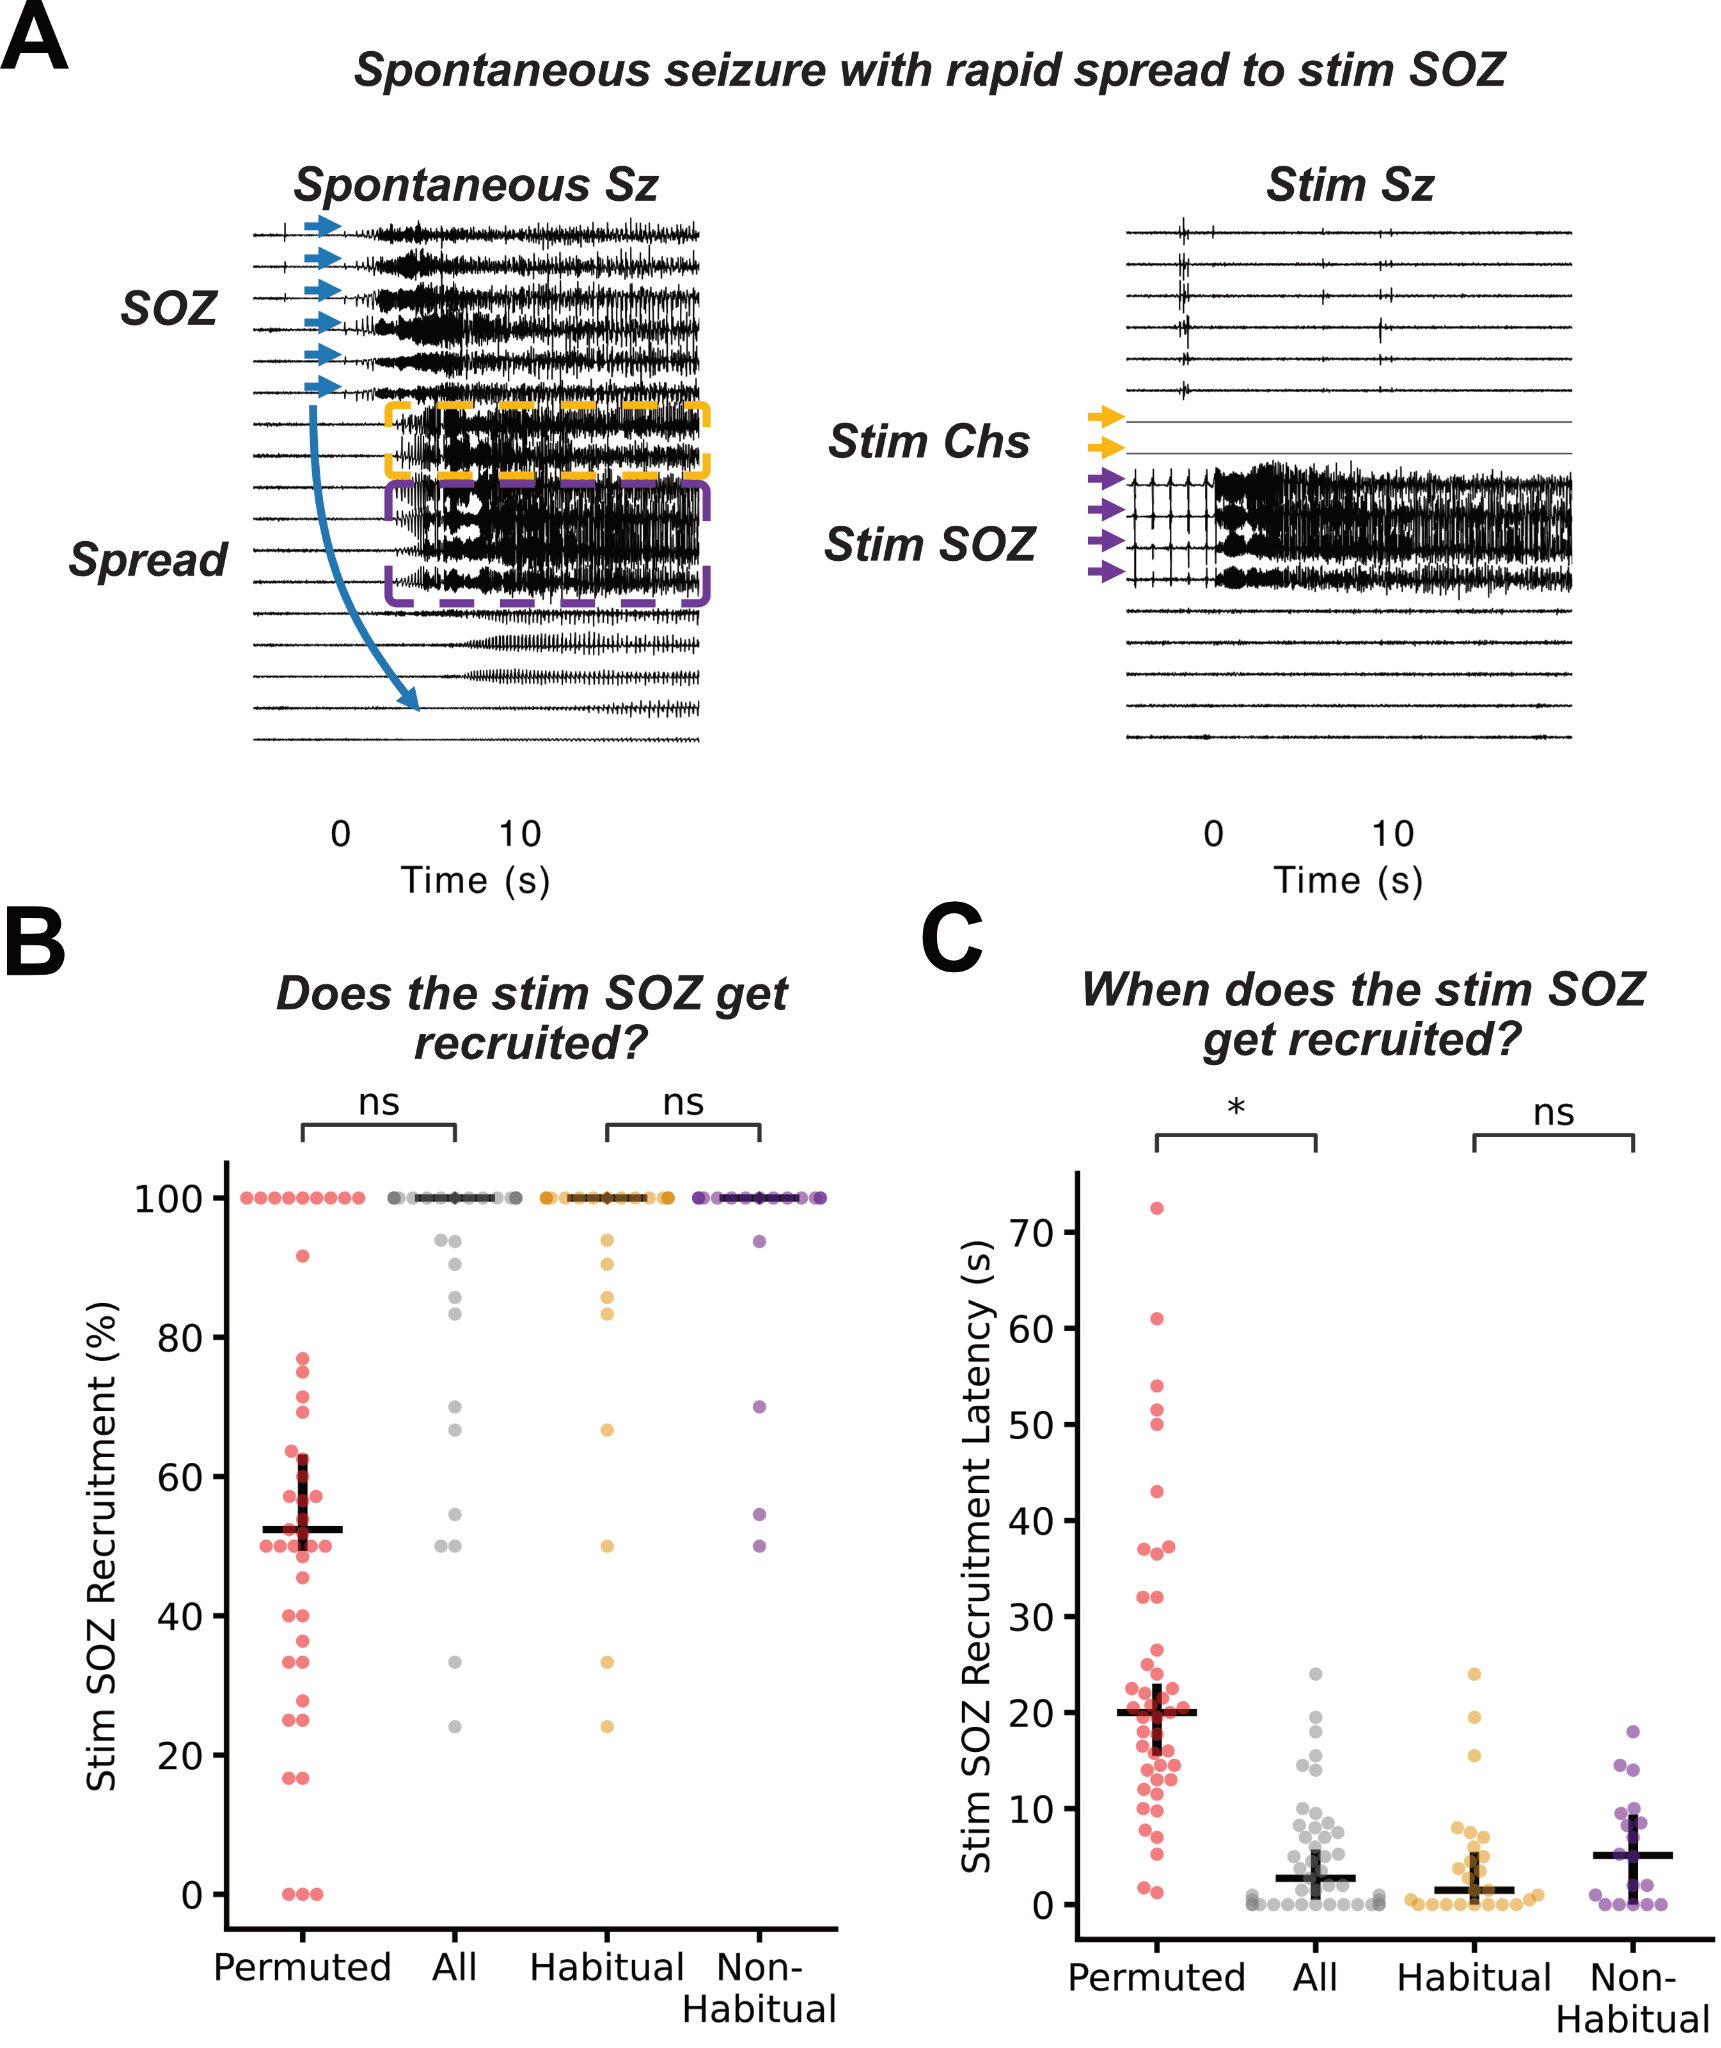 A
Spontaneous seizure with rapid spread to stim SOZ
Spontaneous Sz
Stim Sz
SOZ
Spread
Stim Chs
Stim SOZ
0 10
Time (s)
0 10
Time (s)
B
Does the stim SOZ get
recruited?
ns
ns
Stim SOZ Recruitment (%)
100
80
60
40
20
0
Permuted
All
Habitual
Non-
Habitual
C
When does the stim SOZ
get recruited?
*
ns
Stim SOZ Recruitment Latency (s)
70
60
50
40
30
20
10
0
Permuted
All
Habitual
Non-
Habitual